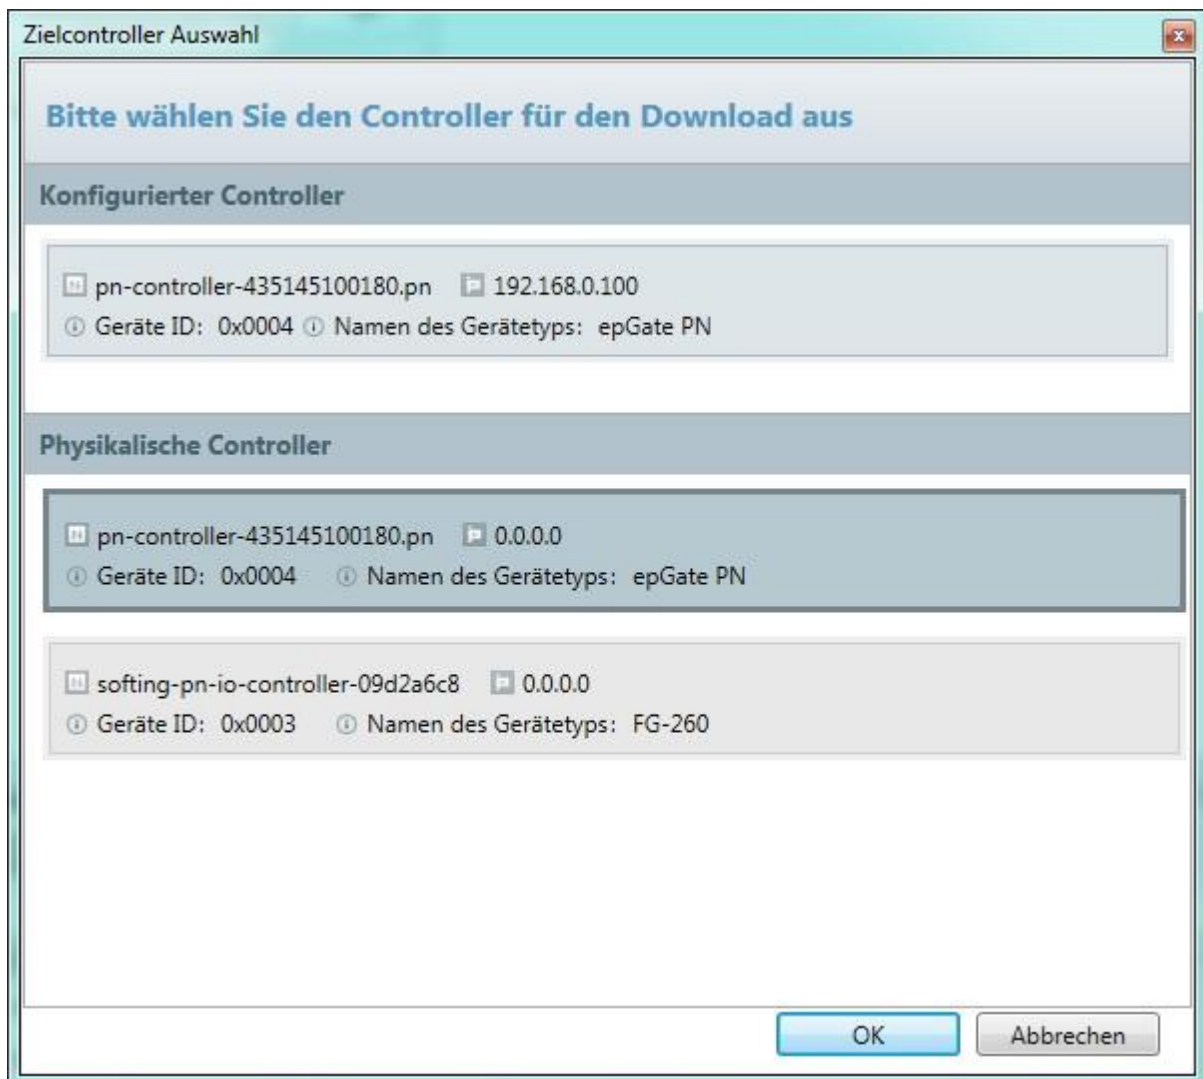 Zielcontroller Auswahl
Bitte wählen Sie den Controller für den Download aus
Konfigurierter Controller
pn-controller-435145100180.pn 192.168.0.100
Geräte ID: 0x0004 Namen des Gerätetyps: epGate PN
Physikalische Controller
pn-controller-435145100180.pn 0.0.0.0
Geräte ID: 0x0004 Namen des Gerätetyps: epGate PN
softing-pn-io-controller-09d2a6c8 0.0.0.0
Geräte ID: 0x0003 Namen des Gerätetyps: FG-260
OK Abbrechen